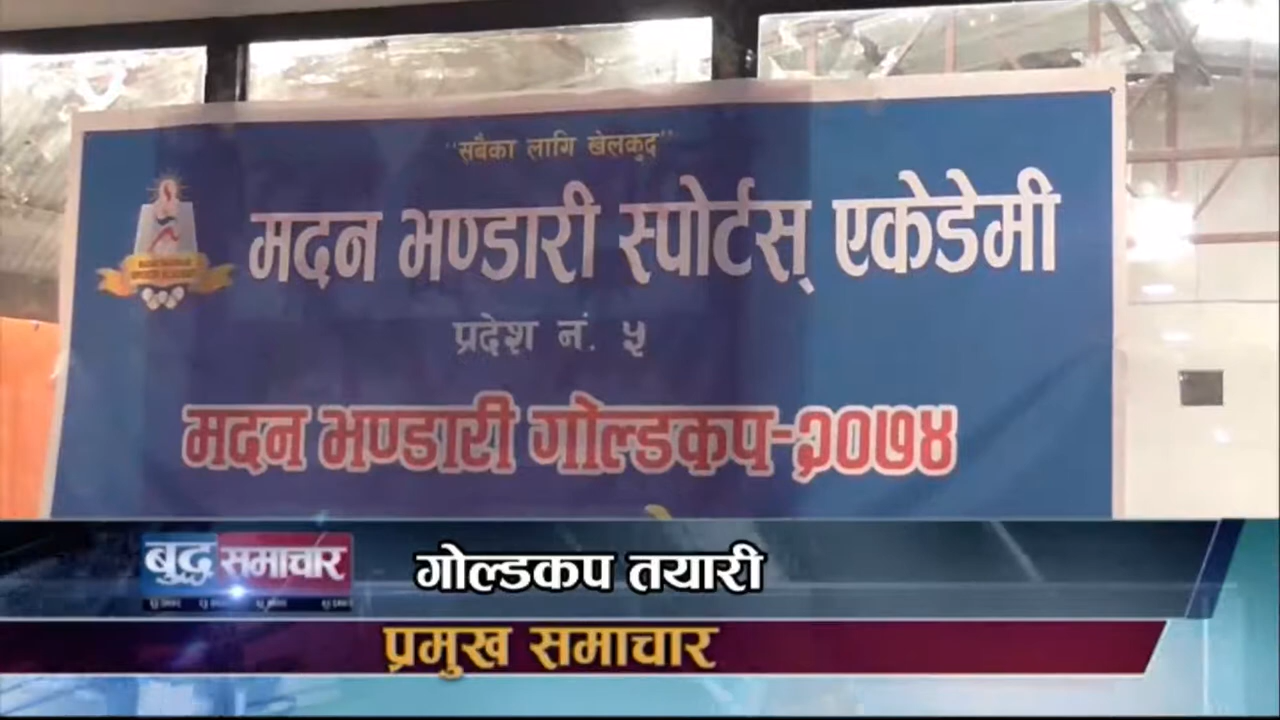 "सबैका लागि खेलकुद"
मदन भण्डारी स्पोर्टस् एकेडेमी
प्रदेश नं. ५
मदन भण्डारी गोल्डकप-२०७४
बुद्ध समाचार
गोल्डकप तयारी
प्रमुख समाचार